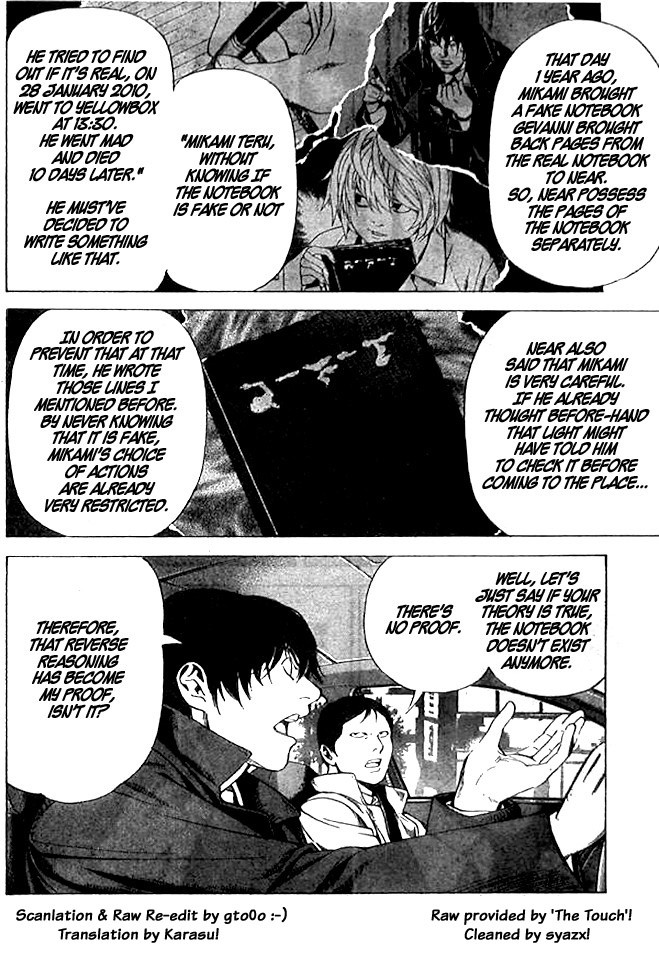 THAT DAY
1 YEAR AGO,
MIKAMI BROUGHT
A FAKE NOTEBOOK
GEVANNI BROUGHT
BACK PAGES FROM
THE REAL NOTEBOOK
TO NEAR.
SO, NEAR POSSESS
THE PAGES OF
THE NOTEBOOK
SEPARATELY.
"MIKAMI TERU,
WITHOUT
KNOWING IF
THE NOTEBOOK
IS FAKE OR NOT
HE TRIED TO FIND
OUT IF IT'S REAL, ON
28 JANUARY 2010,
WENT TO YELLOWBOX
AT 13:30.
HE WENT MAD
AND DIED
10 DAYS LATER."
HE MUST'VE
DECIDED TO
WRITE SOMETHING
LIKE THAT.
NEAR ALSO
SAID THAT MIKAMI
IS VERY CAREFUL.
IF HE ALREADY
THOUGHT BEFORE-HAND
THAT LIGHT MIGHT
HAVE TOLD HIM
TO CHECK IT BEFORE
COMING TO THE PLACE...
IN ORDER TO
PREVENT THAT AT THAT
TIME, HE WROTE
THOSE LINES I
MENTIONED BEFORE.
BY NEVER KNOWING
THAT IT IS FAKE,
MIKAMI'S CHOICE
OF ACTIONS
ARE ALREADY
VERY RESTRICTED.
WELL, LET'S
JUST SAY IF YOUR
THEORY IS TRUE,
THE NOTEBOOK
DOESN'T EXIST
ANYMORE.
THERE'S
NO PROOF.
THEREFORE,
THAT REVERSE
REASONING
HAS BECOME
MY PROOF,
ISN'T IT?
Scanlation & Raw Re-edit by gto0o :-)
Translation by Karasu!
Raw provided by 'The Touch'!
Cleaned by syazx!